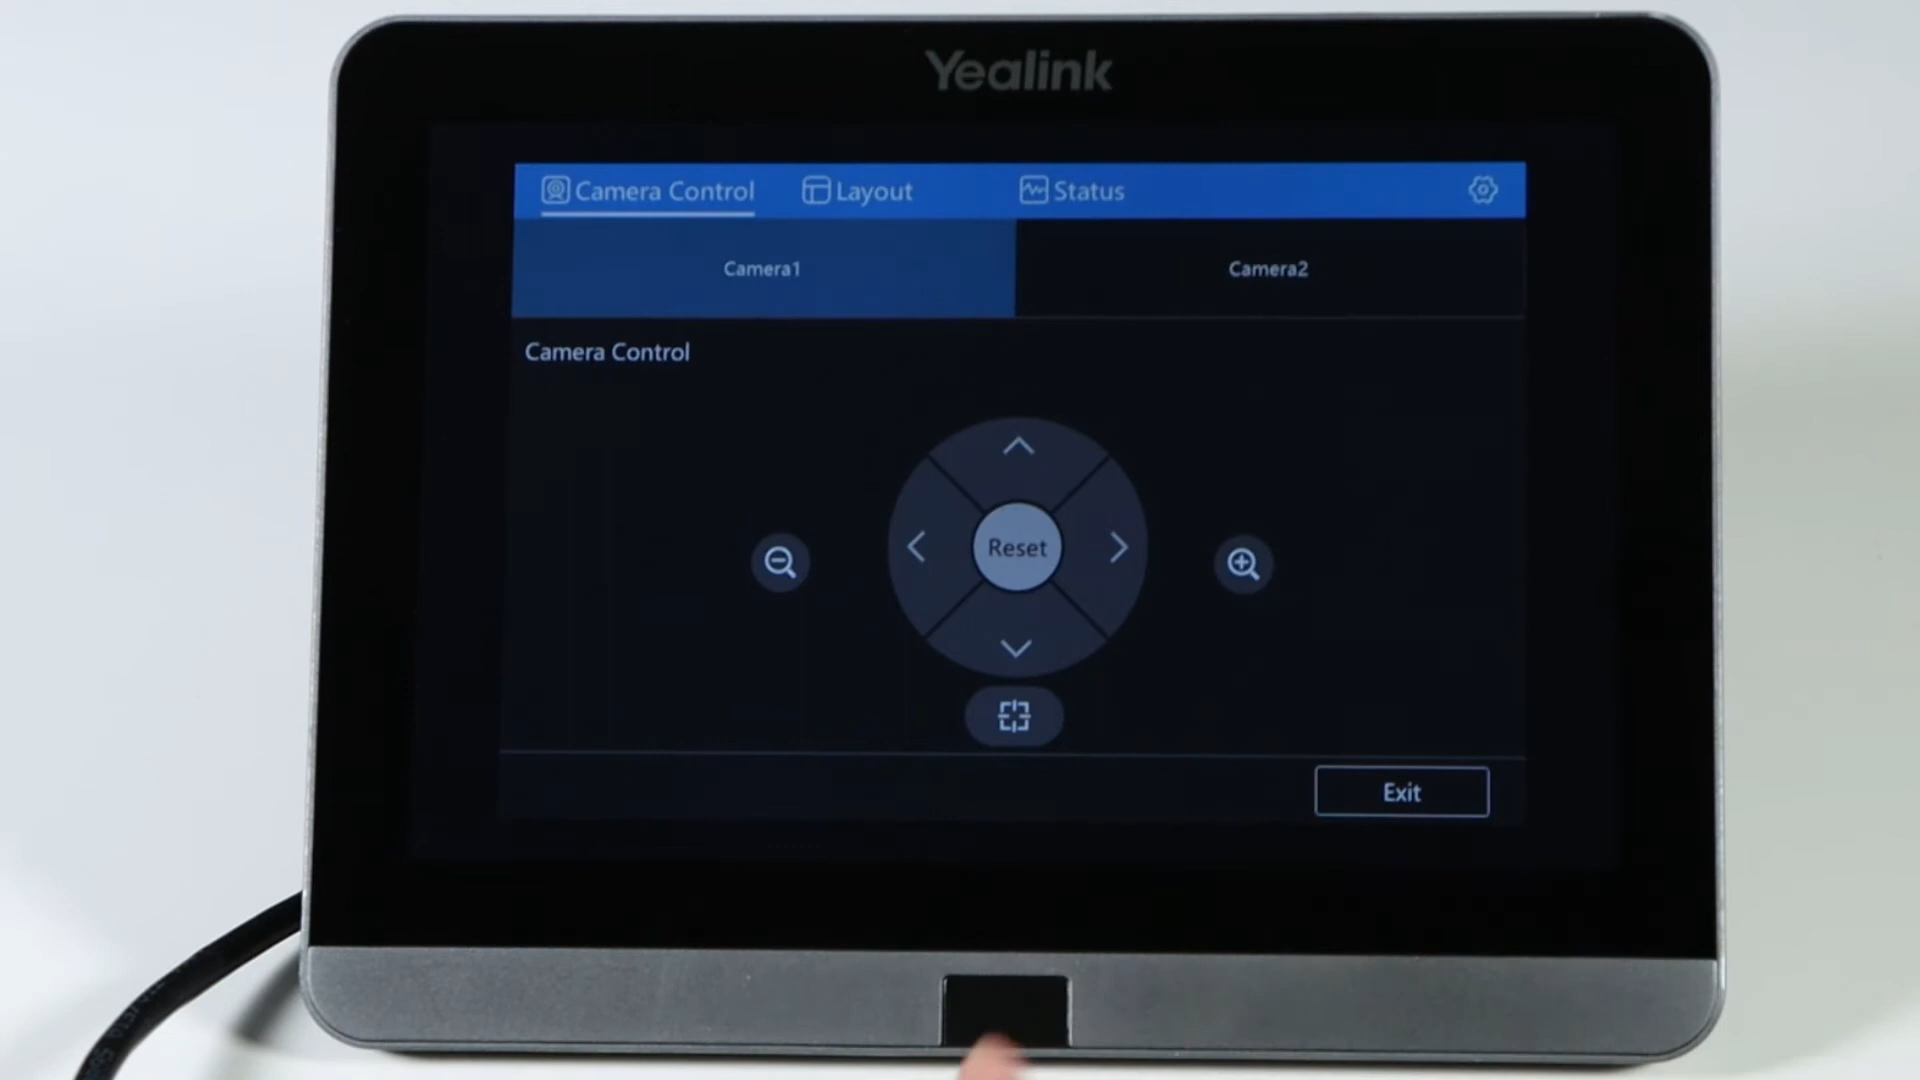 Yealink
Camera Control Layout Status
Camera1 Camera2
Camera Control
Reset
Exit